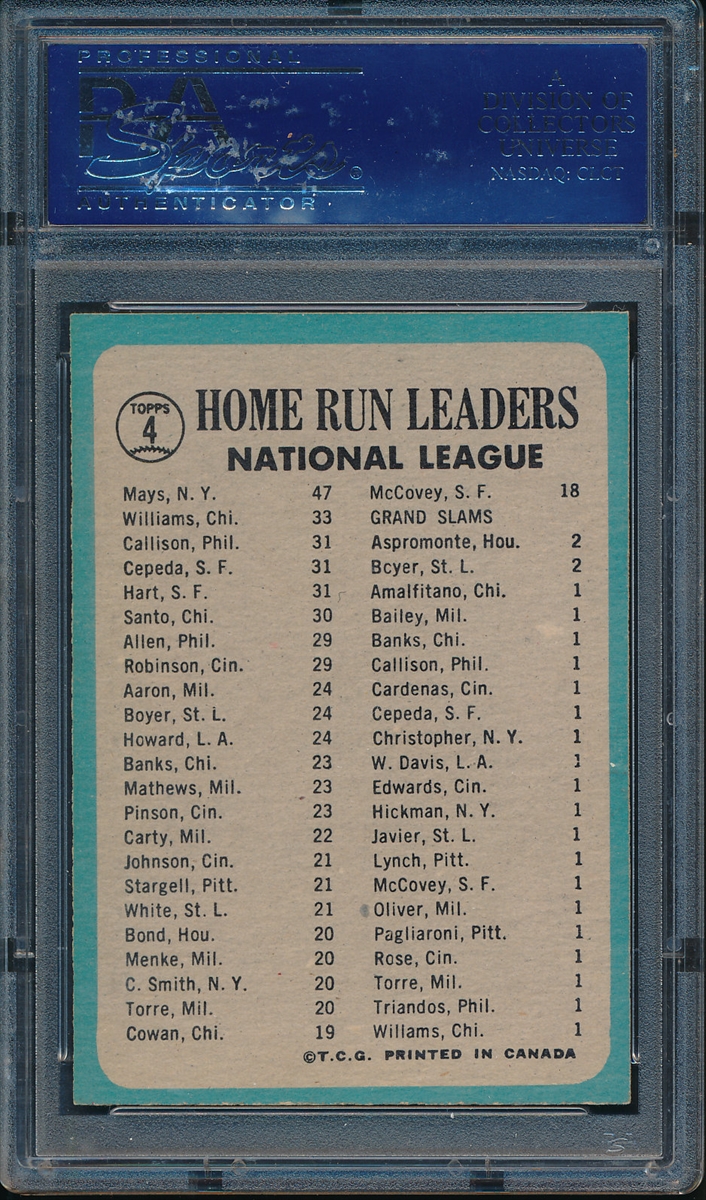 PROFESSIONAL
PSA
Sports ®
AUTHENTICATOR
A
DIVISION OF
COLLECTORS
UNIVERSE
NASDAQ: CLCT
TOPPS
4
HOME RUN LEADERS
NATIONAL LEAGUE
Mays, N. Y. 47
Williams, Chi. 33
Callison, Phil. 31
Cepeda, S. F. 31
Hart, S. F. 31
Santo, Chi. 30
Allen, Phil. 29
Robinson, Cin. 29
Aaron, Mil. 24
Boyer, St. L. 24
Howard, L. A. 24
Banks, Chi. 23
Mathews, Mil. 23
Pinson, Cin. 23
Carty, Mil. 22
Johnson, Cin. 21
Stargell, Pitt. 21
White, St. L. 21
Bond, Hou. 20
Menke, Mil. 20
C. Smith, N. Y. 20
Torre, Mil. 20
Cowan, Chi. 19
McCovey, S. F. 18
GRAND SLAMS
Aspromonte, Hou. 2
Bcyer, St. L. 2
Amalfitano, Chi. 1
Bailey, Mil. 1
Banks, Chi. 1
Callison, Phil. 1
Cardenas, Cin. 1
Cepeda, S. F. 1
Christopher, N. Y. 1
W. Davis, L. A. 1
Edwards, Cin. 1
Hickman, N. Y. 1
Javier, St. L. 1
Lynch, Pitt. 1
McCovey, S. F. 1
Oliver, Mil. 1
Pagliaroni, Pitt. 1
Rose, Cin. 1
Torre, Mil. 1
Triandos, Phil. 1
Willams, Chi. 1
©T.C.G. PRINTED IN CANADA